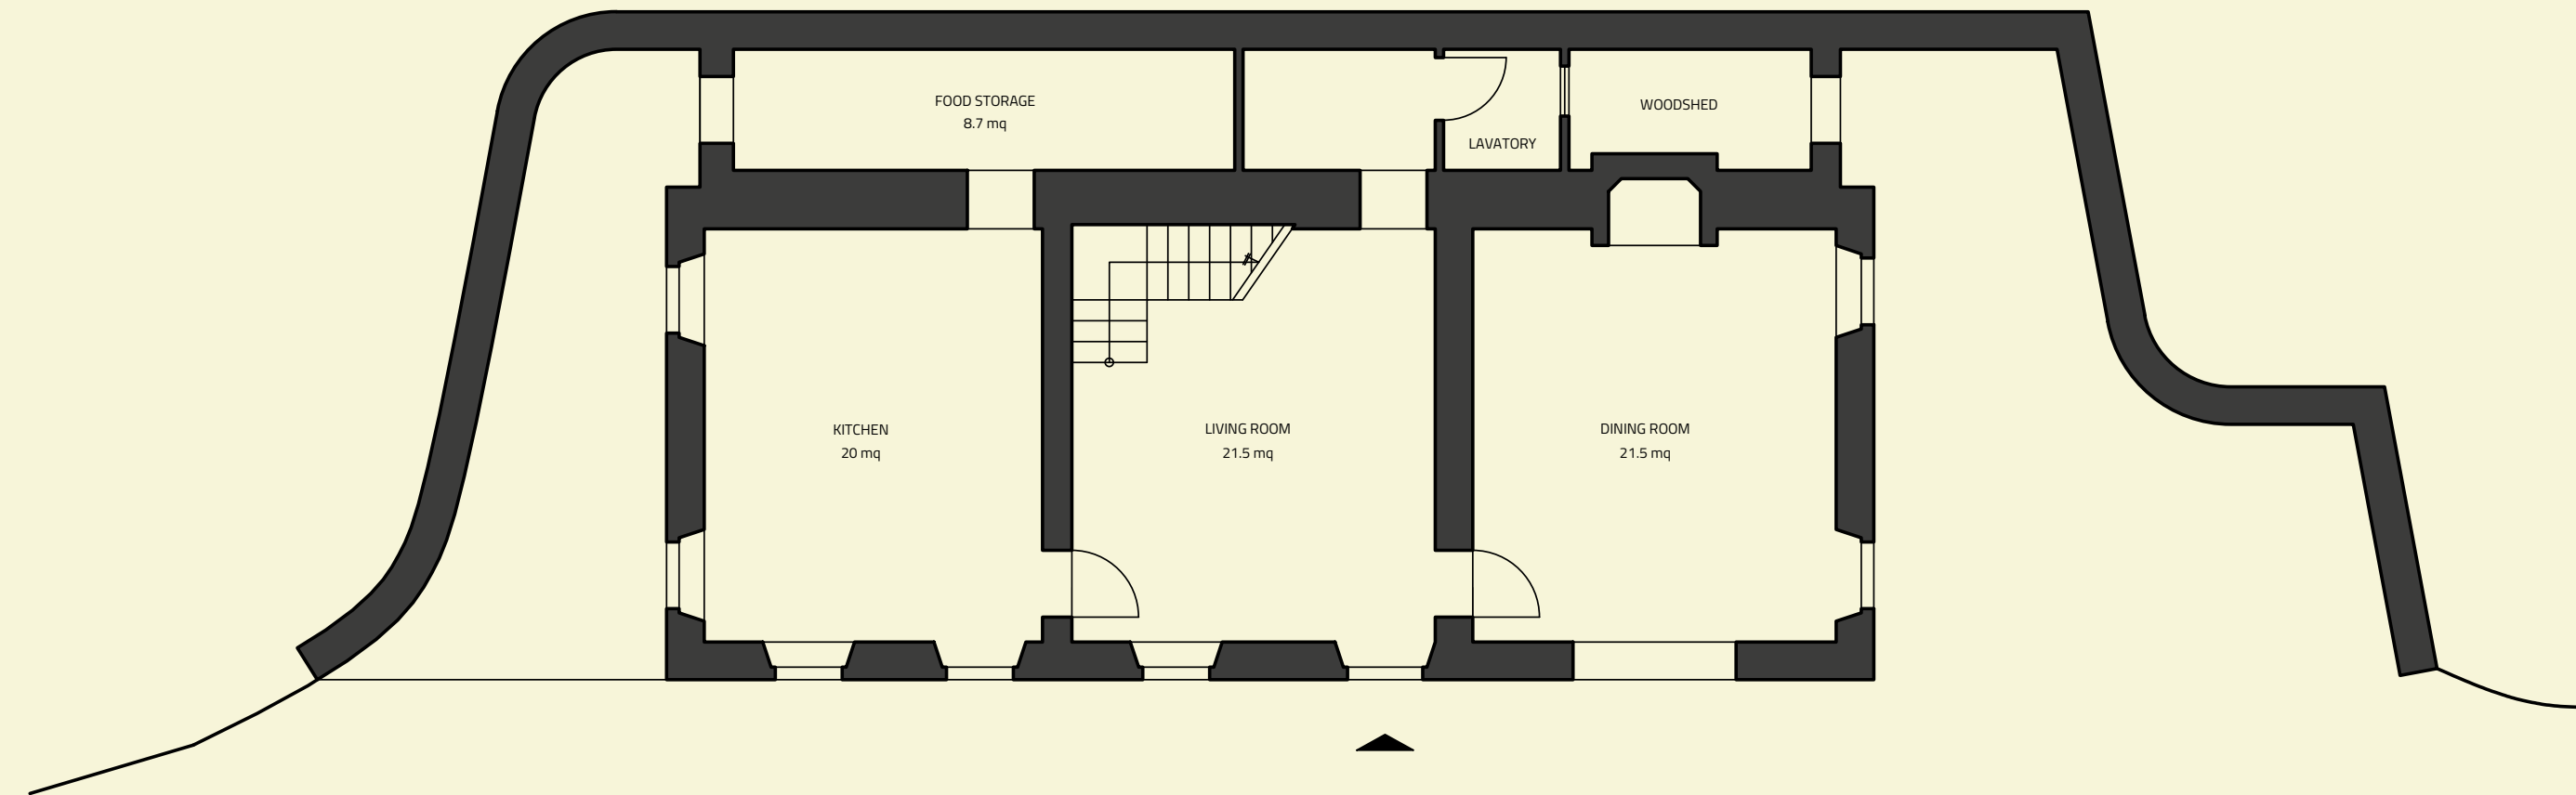 FOOD STORAGE
8.7 mq
WOODSHED
LAVATORY
KITCHEN
20 mq
LIVING ROOM
21.5 mq
DINING ROOM
21.5 mq